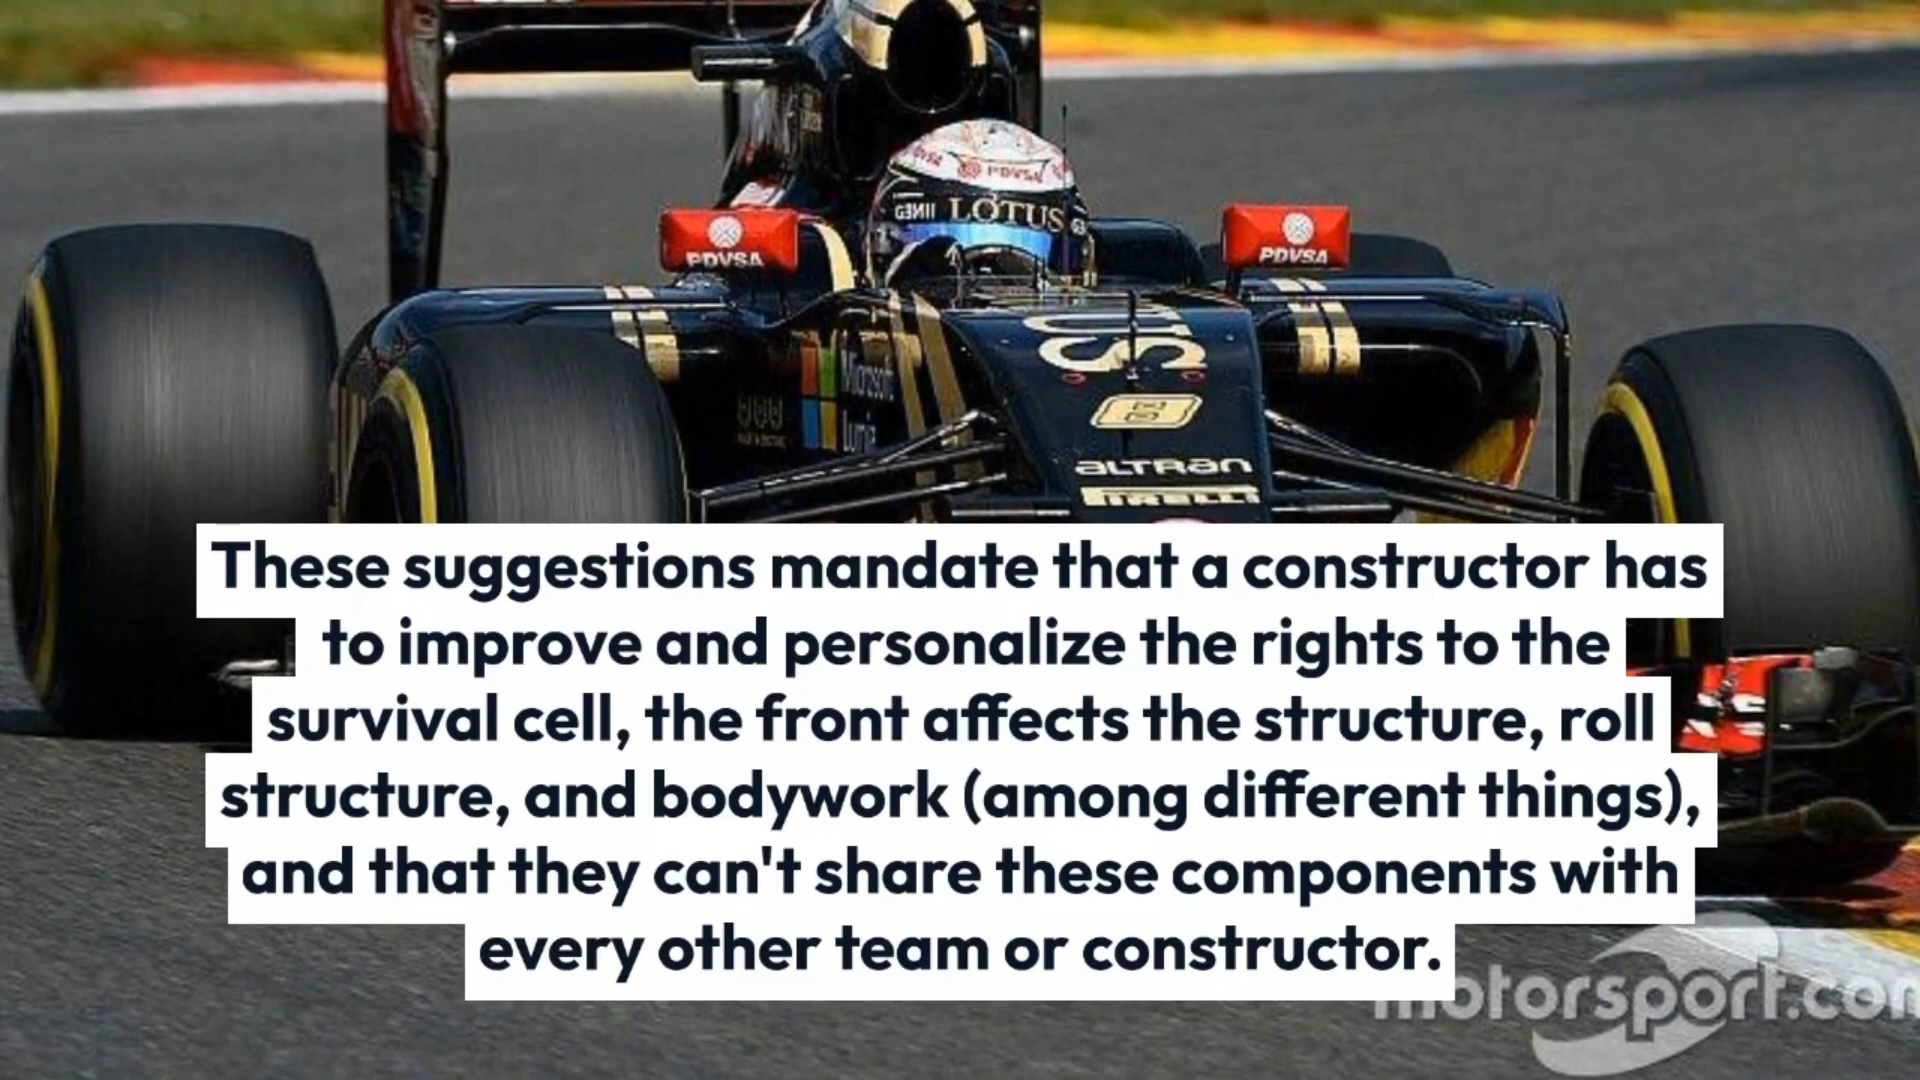 PDVSA
LOTUS
PDVSA
PDVSA
Microsoft
Lumia
8
ALTRAN
PIRELLI
These suggestions mandate that a constructor has
to improve and personalize the rights to the
survival cell, the front affects the structure, roll
structure, and bodywork (among different things),
and that they can't share these components with
every other team or constructor.
motorsport.com